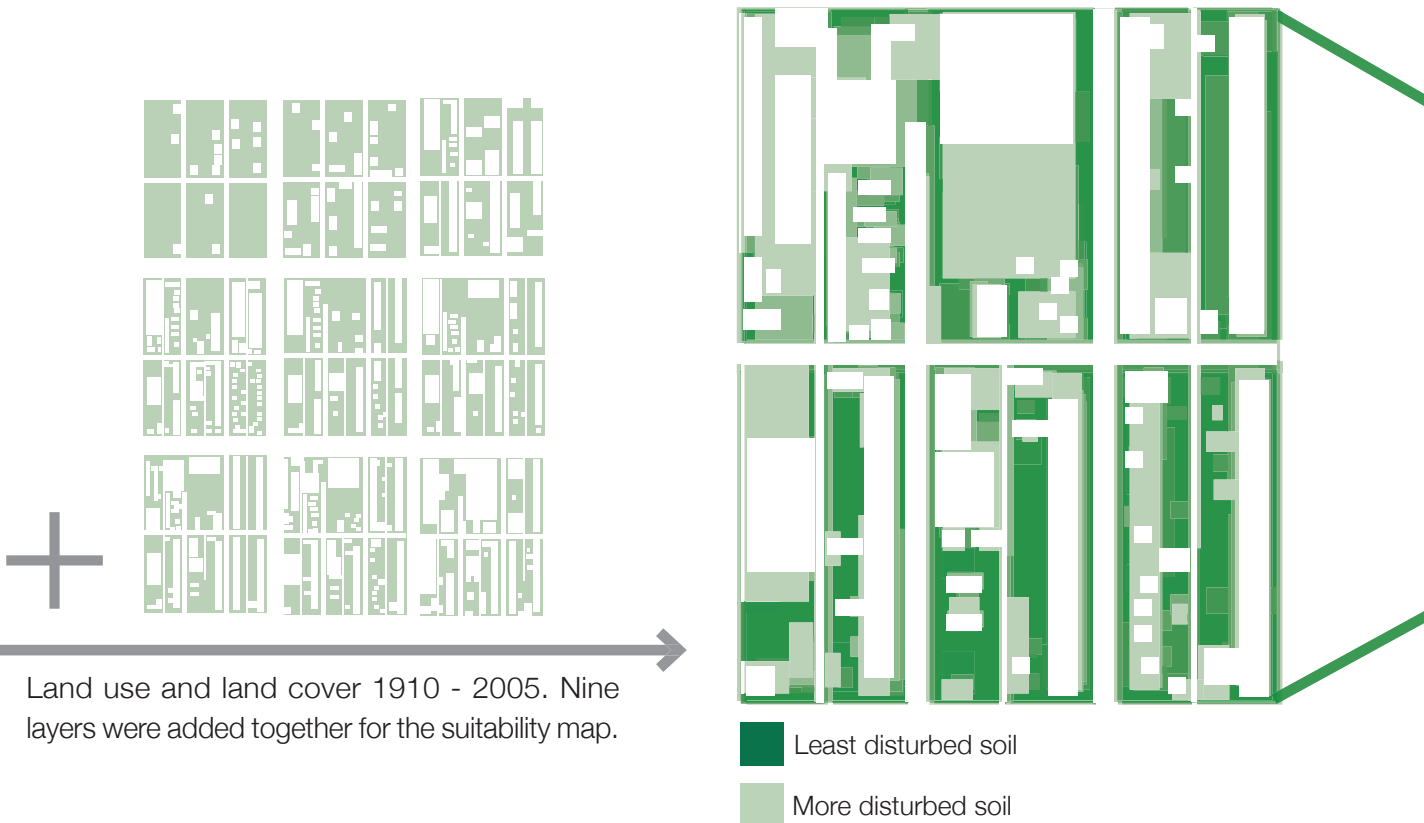 Land use and land cover 1910 - 2005. Nine
layers were added together for the suitability map.
Least disturbed soil
More disturbed soil